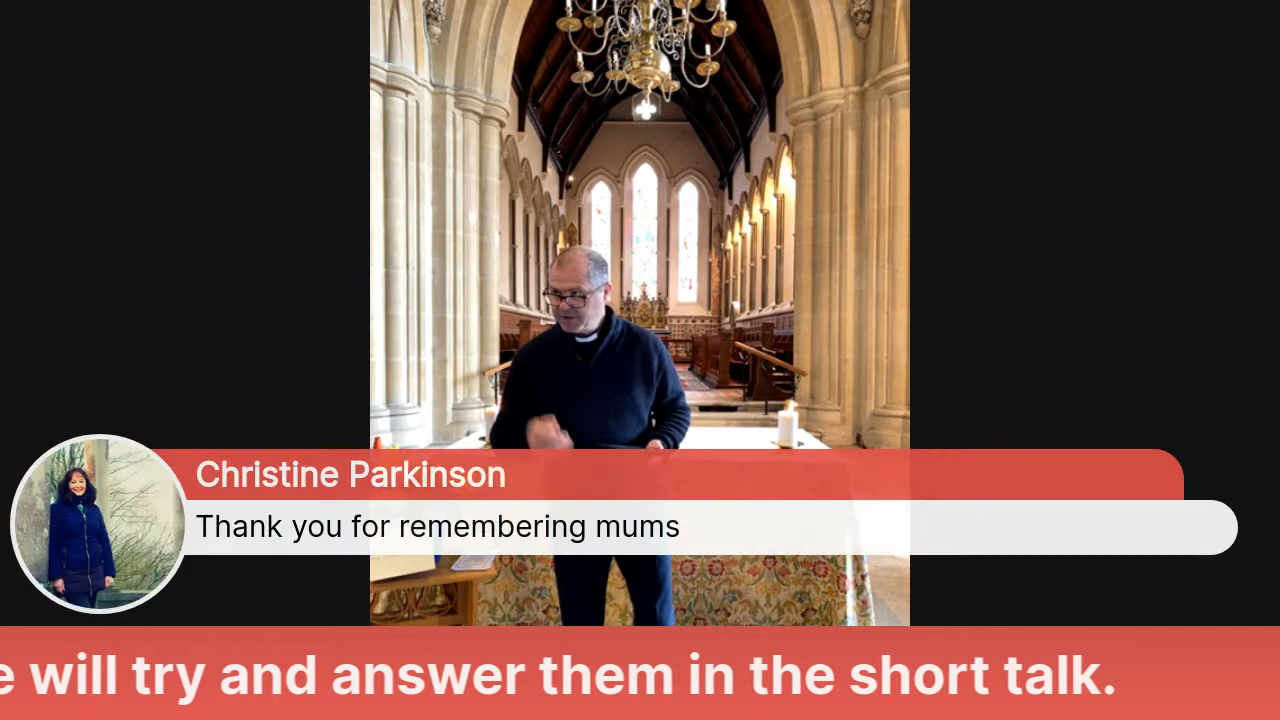 Christine Parkinson
Thank you for remembering mums
e will try and answer them in the short talk.